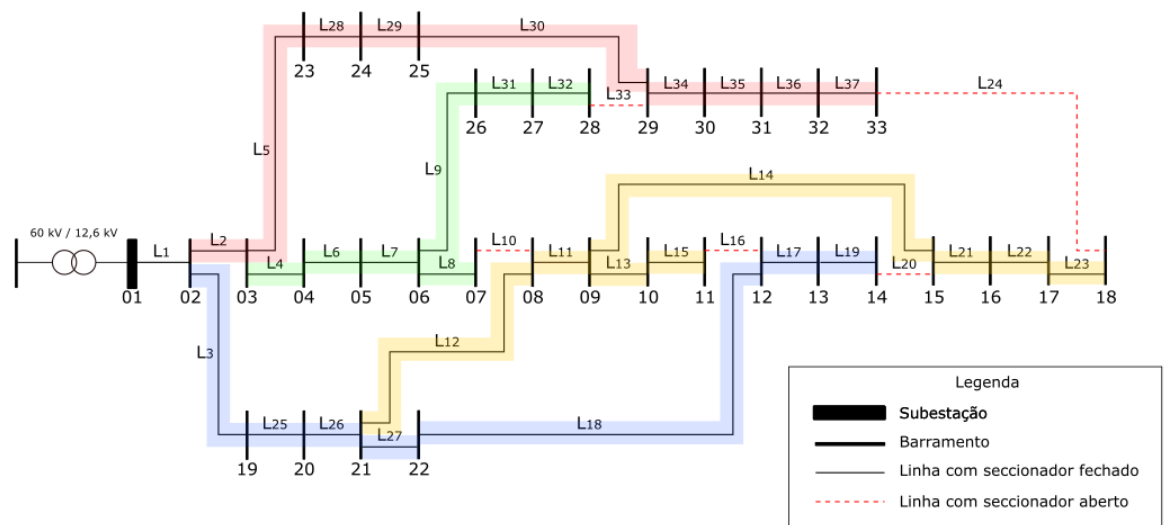 L28 L29 L30
23 24 25
L31 L32 L33 L34 L35 L36 L37 L24
26 27 28 29 30 31 32 33
L5 L9
L14
60 kV / 12,6 kV
L1 L2 L6 L7 L10 L11 L15 L16 L17 L19 L21 L22
L4 L8 L13 L20 L23
01 02 03 04 05 06 07 08 09 10 11 12 13 14 15 16 17 18
L3 L12
L25 L26 L27 L18
19 20 21 22
Legenda
Subestação
Barramento
Linha com seccionador fechado
Linha com seccionador aberto